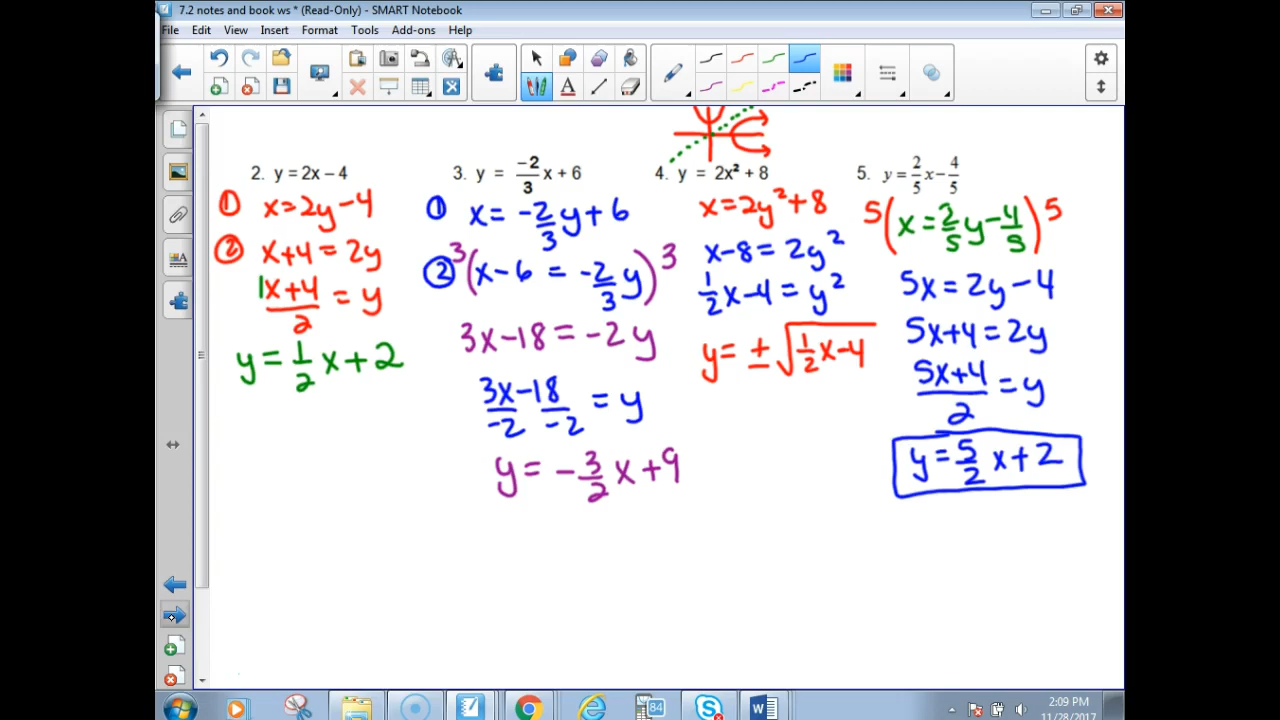 7.2 notes and book ws * (Read-Only) - SMART Notebook
File Edit View Insert Format Tools Add-ons Help
2. y = 2x – 4
① x=2y-4
② x+4=2y
1x+4/2 = y
y = 1/2 x+2
3. y = -2/3 x + 6
① x = -2/3 y + 6
② 3(x-6 = -2/3 y)3
3x-18 = -2y
3x/-2 -18/-2 = y
y = -3/2 x+9
4. y = 2x² + 8
x=2y²+8
x-8 = 2y²
1/2 x-4 = y²
y = ± √(1/2 x-4)
5. y = 2/5 x – 4/5
5(x = 2/5 y - 4/5)5
5x = 2y - 4
5x+4 = 2y
5x+4/2 = y
y = 5/2 x + 2
84
2:09 PM
11/28/2017